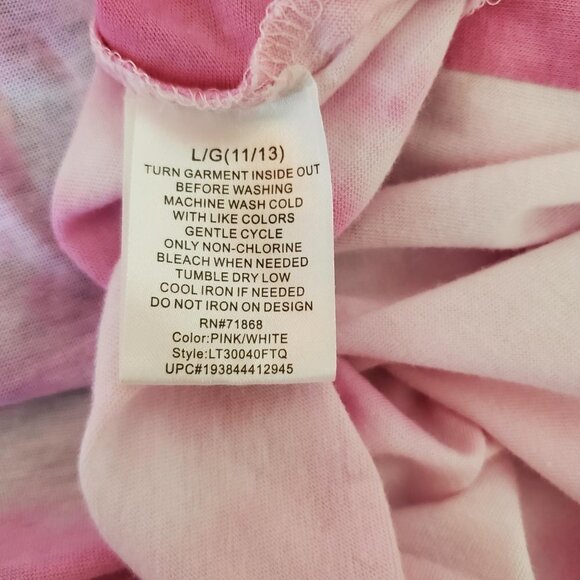 L/G(11/13)
TURN GARMENT INSIDE OUT
BEFORE WASHING
MACHINE WASH COLD
WITH LIKE COLORS
GENTLE CYCLE
ONLY NON-CHLORINE
BLEACH WHEN NEEDED
TUMBLE DRY LOW
COOL IRON IF NEEDED
DO NOT IRON ON DESIGN
RN#71868
Color:PINK/WHITE
Style:LT30040FTQ
UPC#193844412945